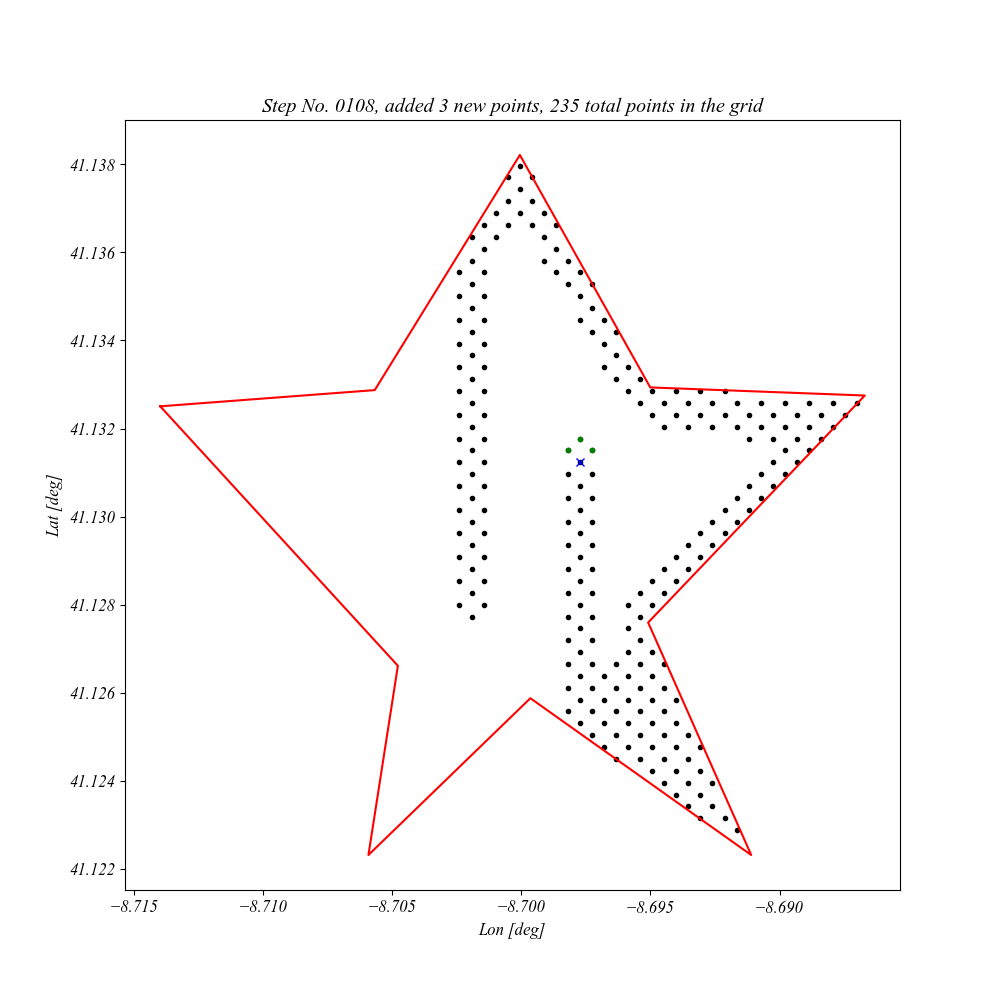 Step No. 0108, added 3 new points, 235 total points in the grid
41.138
41.136
41.134
41.132
41.130
41.128
41.126
41.124
41.122
Lat [deg]
−8.715 −8.710 −8.705 −8.700 −8.695 −8.690
Lon [deg]